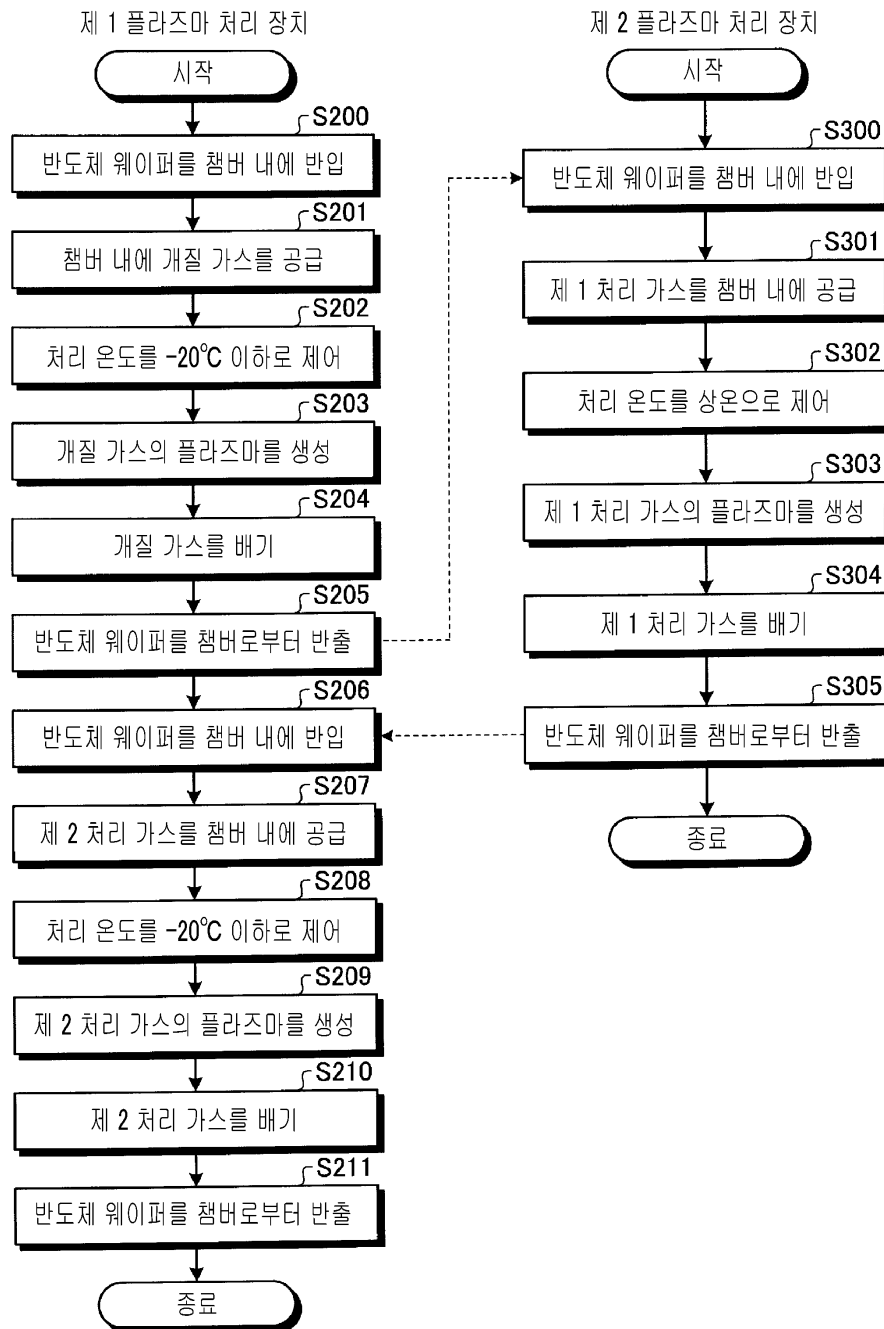 제 1 플라즈마 처리 장치
시작
S200
반도체 웨이퍼를 챔버 내에 반입
S201
챔버 내에 개질 가스를 공급
S202
처리 온도를 -20℃ 이하로 제어
S203
개질 가스의 플라즈마를 생성
S204
개질 가스를 배기
S205
반도체 웨이퍼를 챔버로부터 반출
S206
반도체 웨이퍼를 챔버 내에 반입
S207
제 2 처리 가스를 챔버 내에 공급
S208
처리 온도를 -20℃ 이하로 제어
S209
제 2 처리 가스의 플라즈마를 생성
S210
제 2 처리 가스를 배기
S211
반도체 웨이퍼를 챔버로부터 반출
종료
제 2 플라즈마 처리 장치
시작
S300
반도체 웨이퍼를 챔버 내에 반입
S301
제 1 처리 가스를 챔버 내에 공급
S302
처리 온도를 상온으로 제어
S303
제 1 처리 가스의 플라즈마를 생성
S304
제 1 처리 가스를 배기
S305
반도체 웨이퍼를 챔버로부터 반출
종료